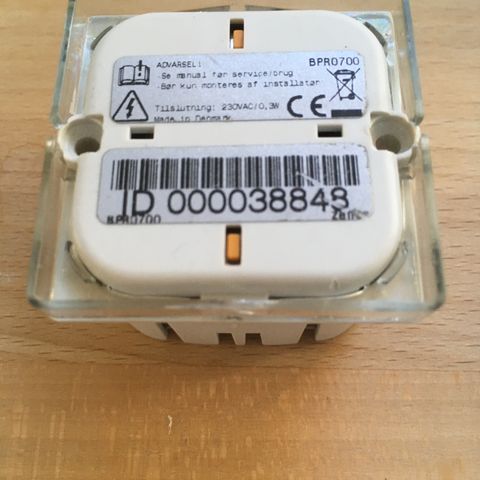 ADVARSEL!
BPR0700
-Se manual før service/brug
-Bør kun monteres af installatør
Tilslutning: 230VAC/0,3W
CE
Made in Denmark
ID 000038848
BPR0700